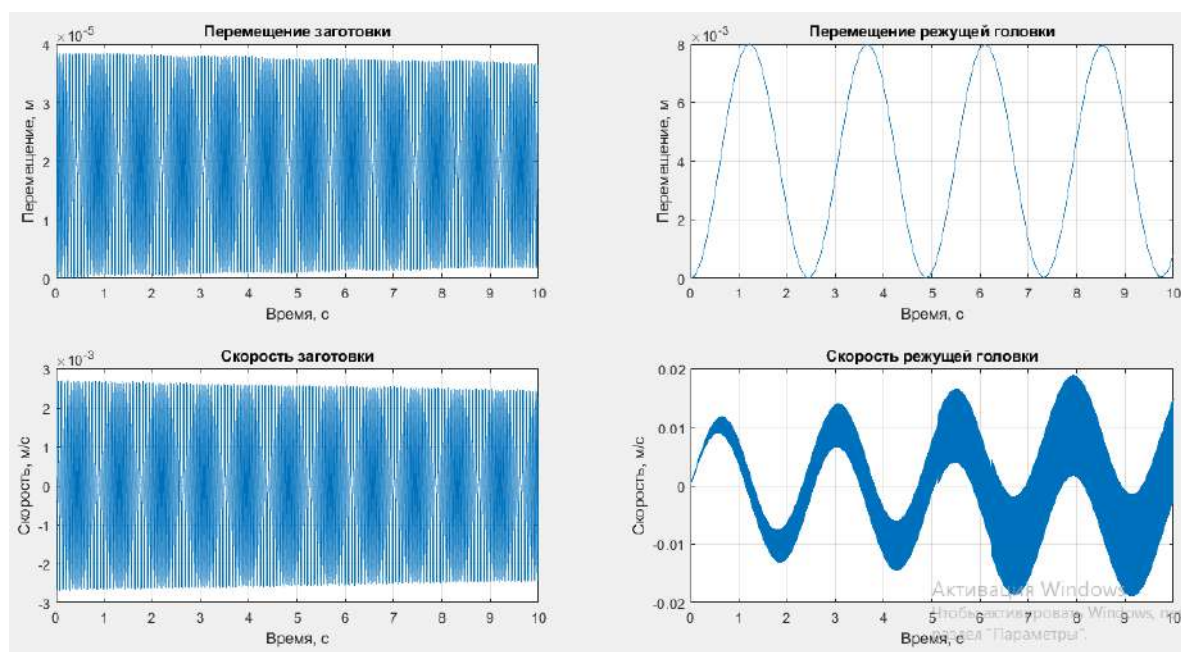 Перемещение заготовки
×10⁻⁵
4
3
2
1
0
Перемещение, м
0 1 2 3 4 5 6 7 8 9 10
Время, с
Перемещение режущей головки
×10⁻³
8
6
4
2
0
Перемещение, м
0 1 2 3 4 5 6 7 8 9 10
Время, с
Скорость заготовки
×10⁻³
3
2
1
0
-1
-2
-3
Скорость, м/с
0 1 2 3 4 5 6 7 8 9 10
Время, с
Скорость режущей головки
0.02
0.01
0
-0.01
-0.02
Скорость, м/с
0 1 2 3 4 5 6 7 8 9 10
Время, с
Активация Windows
Чтобы активировать Windows,
раздел "Параметры".